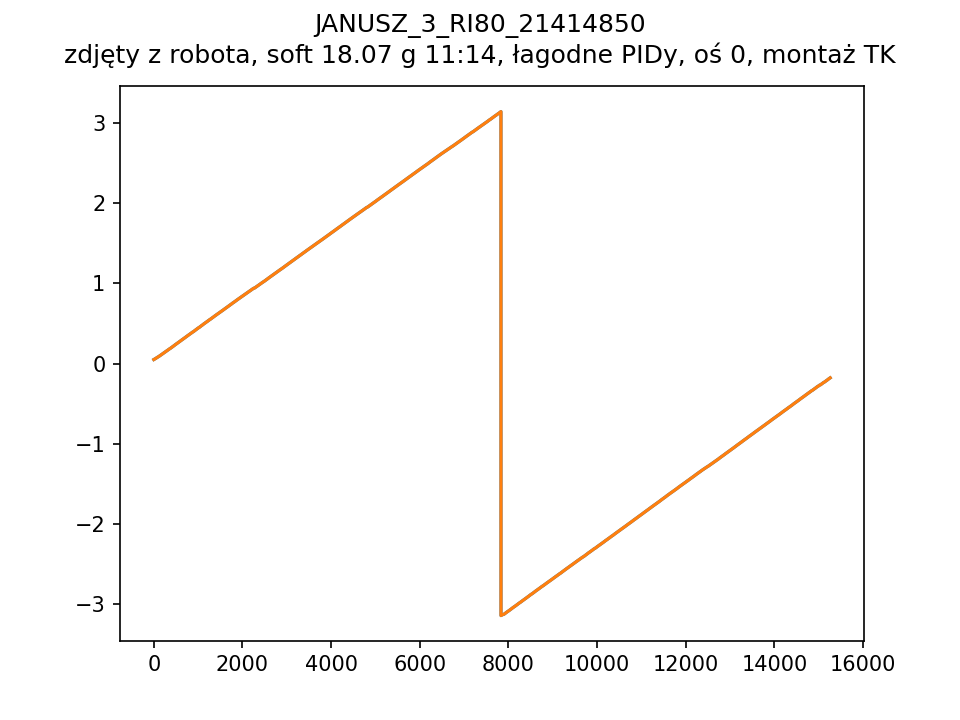 JANUSZ_3_RI80_21414850
zdjęty z robota, soft 18.07 g 11:14, łagodne PIDy, oś 0, montaż TK
3
2
1
0
−1
−2
−3
0 2000 4000 6000 8000 10000 12000 14000 16000